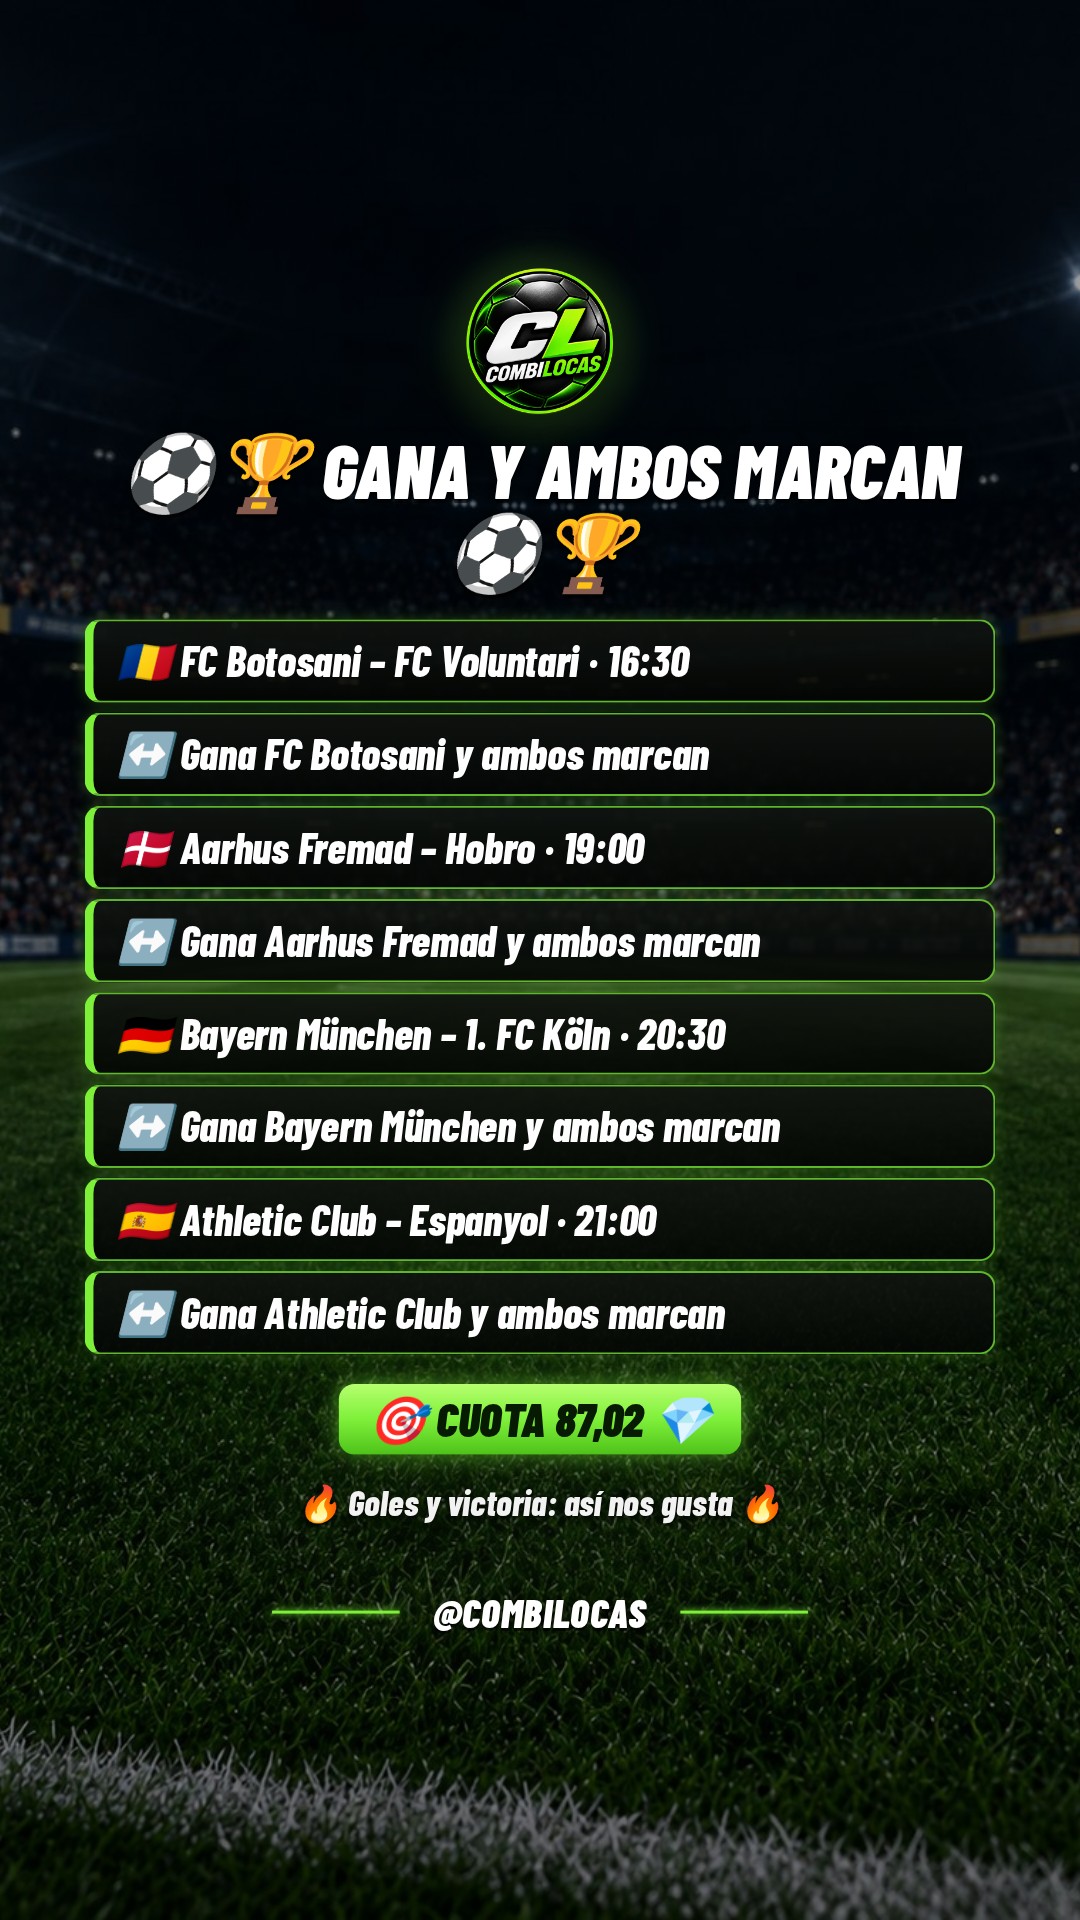 CL
COMBILOCAS
⚽🏆 GANA Y AMBOS MARCAN
⚽🏆
🇷🇴 FC Botosani – FC Voluntari · 16:30
↔️ Gana FC Botosani y ambos marcan
🇩🇰 Aarhus Fremad – Hobro · 19:00
↔️ Gana Aarhus Fremad y ambos marcan
🇩🇪 Bayern München – 1. FC Köln · 20:30
↔️ Gana Bayern München y ambos marcan
🇪🇸 Athletic Club – Espanyol · 21:00
↔️ Gana Athletic Club y ambos marcan
🎯 CUOTA 87,02 💎
🔥 Goles y victoria: así nos gusta 🔥
@COMBILOCAS